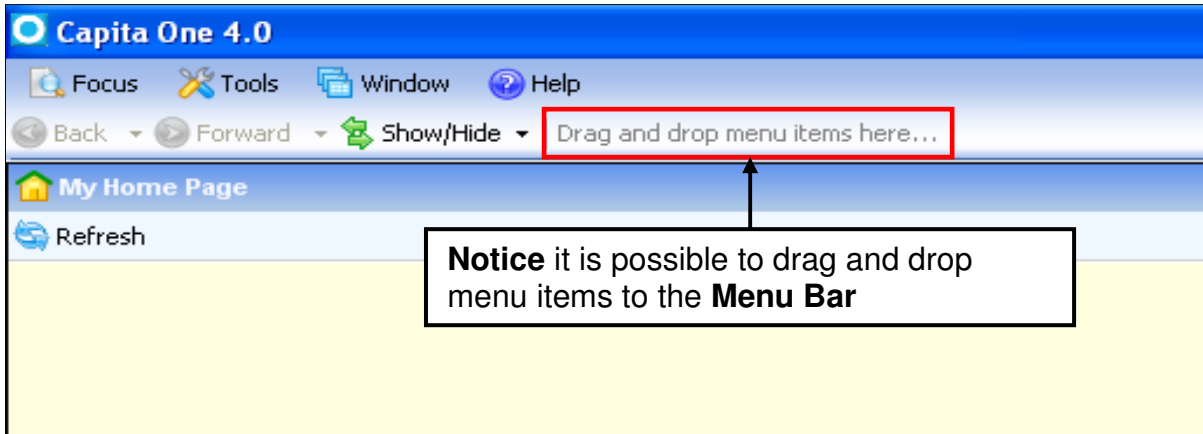 Capita One 4.0
Focus Tools Window Help
Back Forward Show/Hide Drag and drop menu items here...
My Home Page
Refresh
Notice it is possible to drag and drop
menu items to the Menu Bar